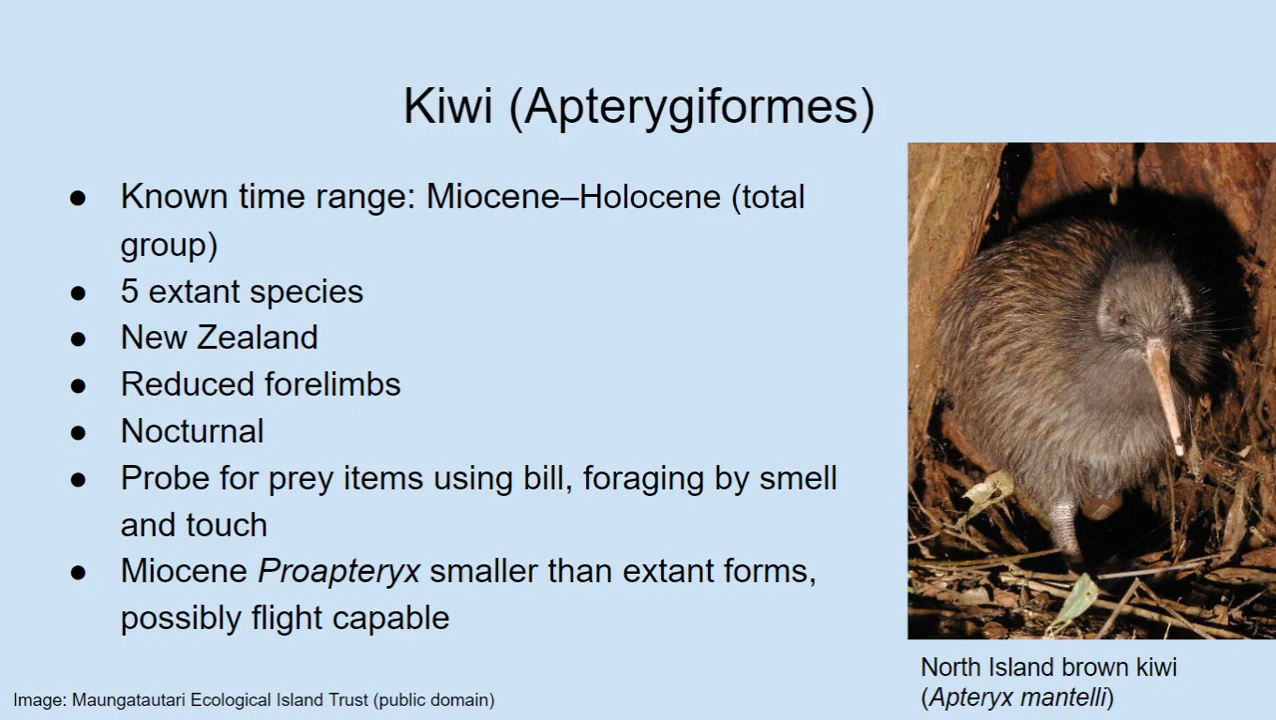 Kiwi (Apterygiformes)
● Known time range: Miocene–Holocene (total
group)
● 5 extant species
● New Zealand
● Reduced forelimbs
● Nocturnal
● Probe for prey items using bill, foraging by smell
and touch
● Miocene Proapteryx smaller than extant forms,
possibly flight capable
North Island brown kiwi
(Apteryx mantelli)
Image: Maungatautari Ecological Island Trust (public domain)